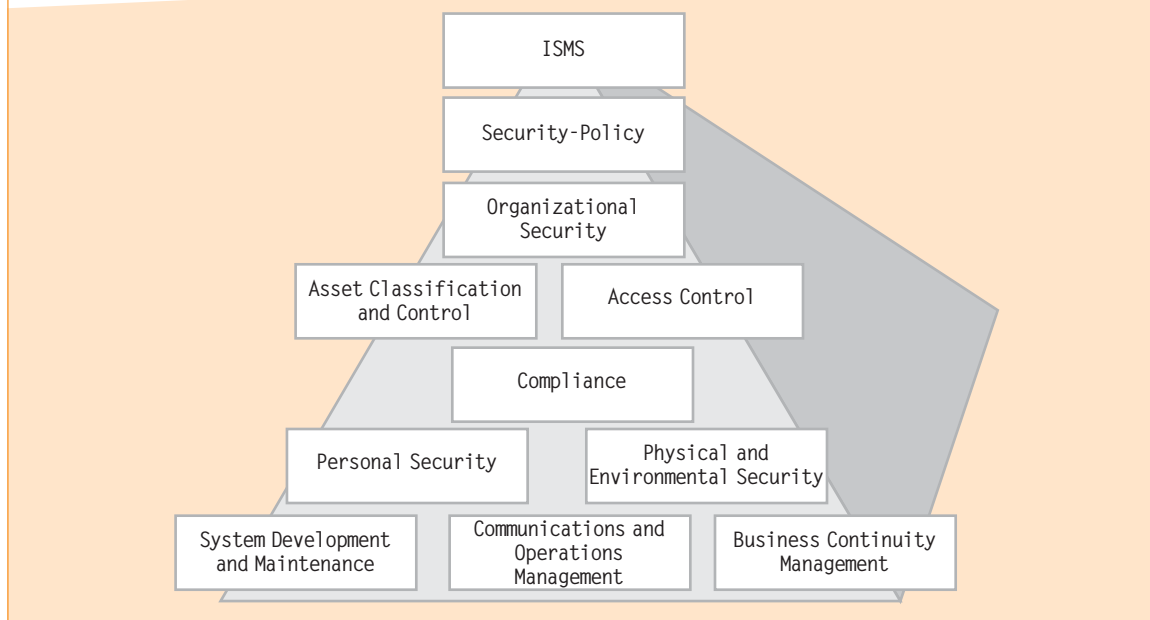 ISMS
Security-Policy
Organizational
Security
Asset Classification
and Control
Access Control
Compliance
Personal Security
Physical and
Environmental Security
System Development
and Maintenance
Communications and
Operations
Management
Business Continuity
Management